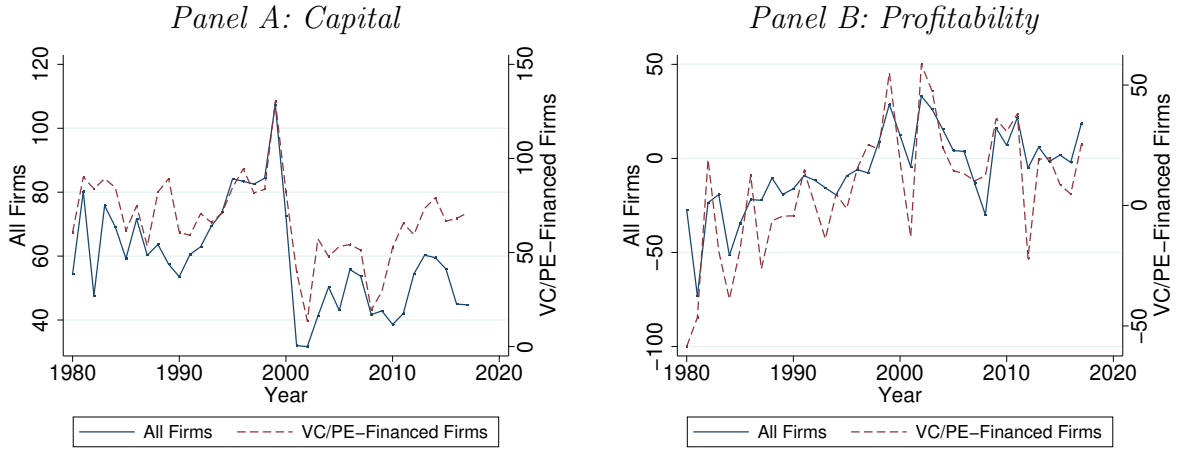 Panel A: Capital
120
100
80
60
40
All Firms
150
100
50
0
VC/PE−Financed Firms
1980
1990
2000
2010
2020
Year
All Firms
VC/PE−Financed Firms
Panel B: Profitability
50
0
−50
−100
All Firms
50
0
−50
VC/PE−Financed Firms
1980
1990
2000
2010
2020
Year
All Firms
VC/PE−Financed Firms